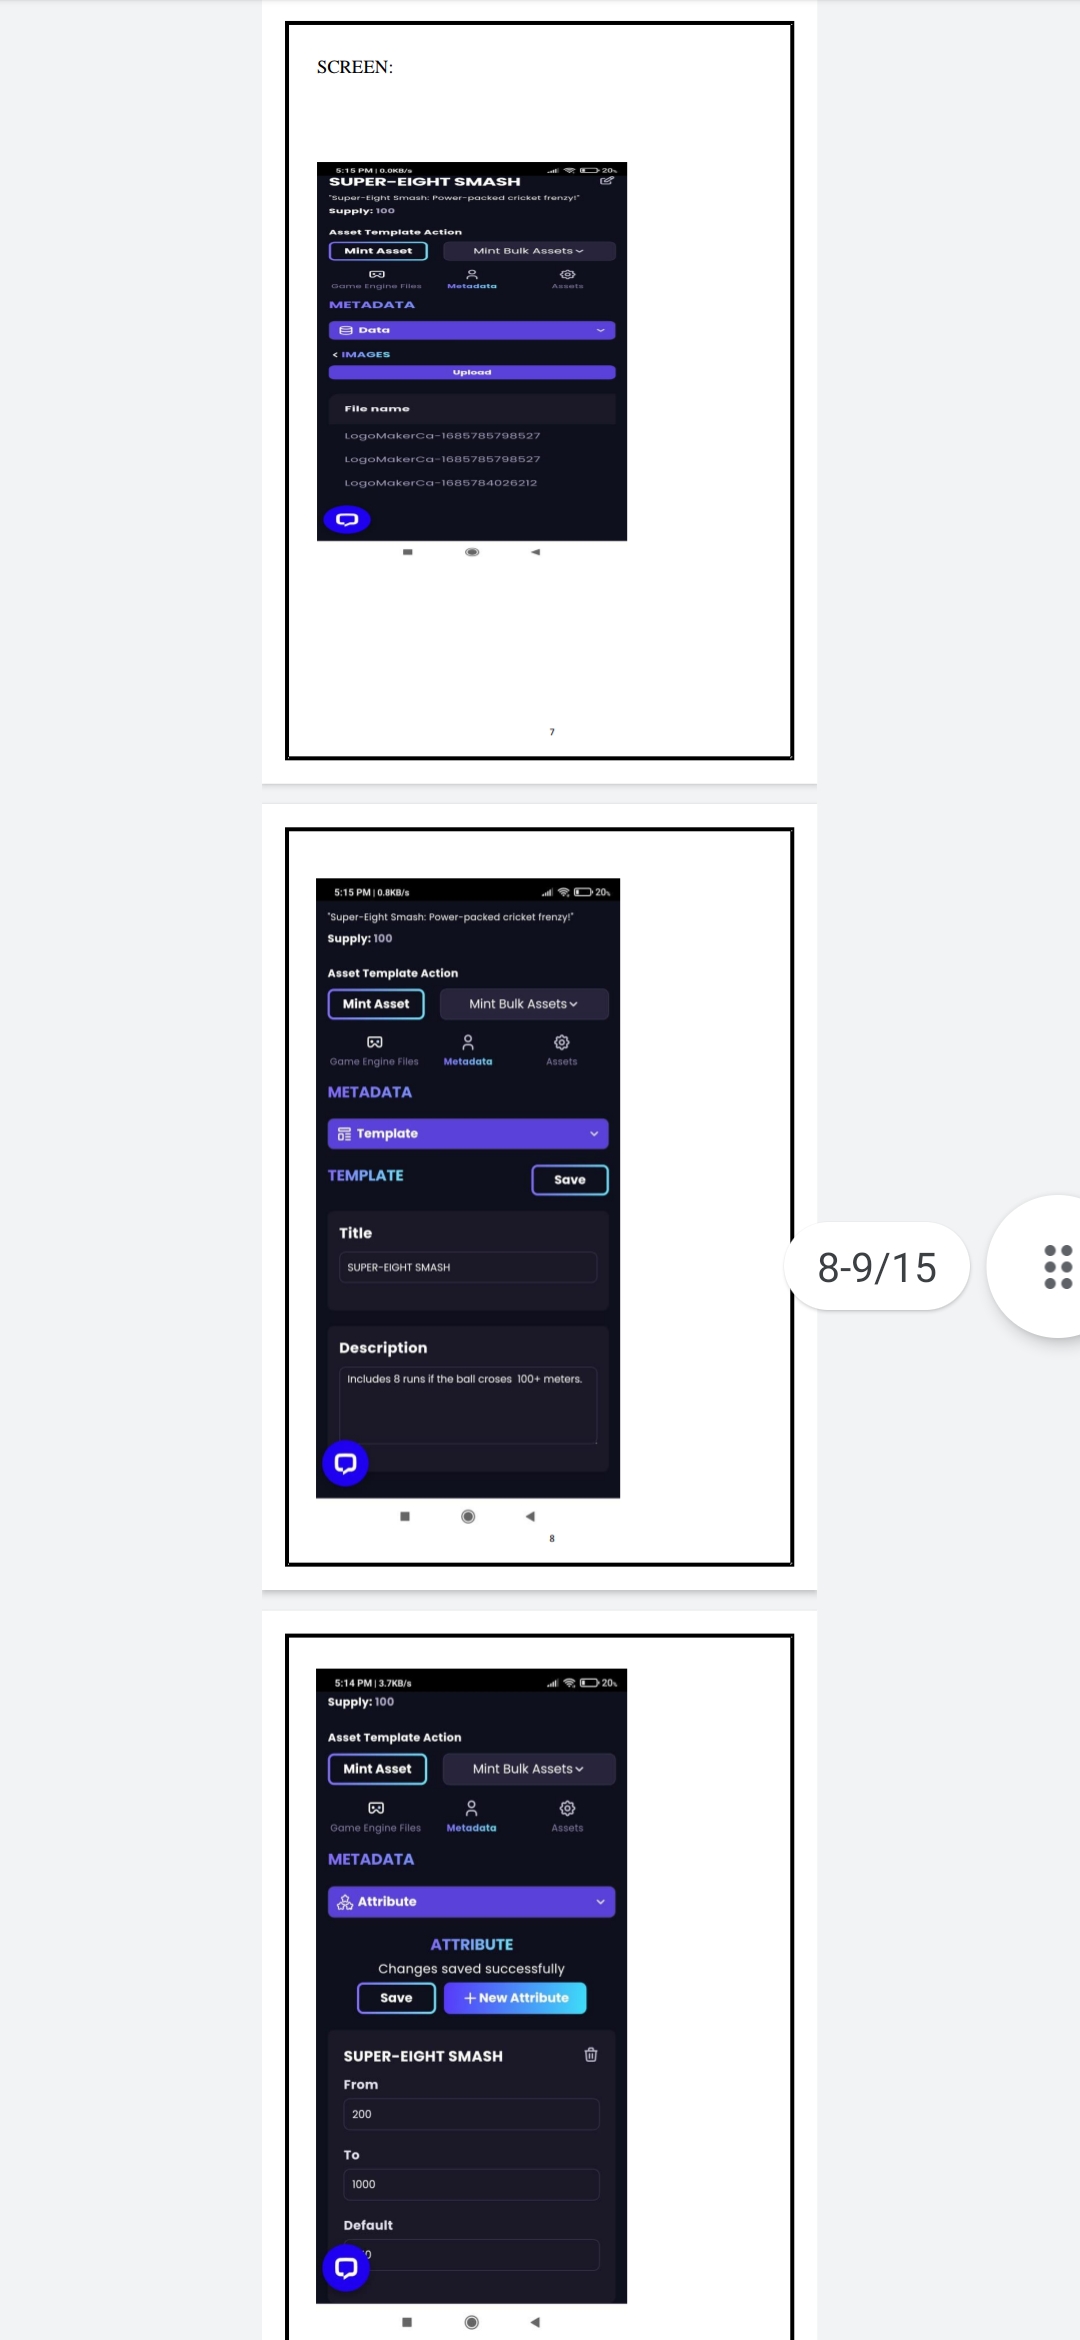 SCREEN:
5:15 PM | 0.0KB/s 20%
SUPER-EIGHT SMASH
"Super-Eight Smash: Power-packed cricket frenzy!"
Supply: 100
Asset Template Action
Mint Asset Mint Bulk Assets
Game Engine Files Metadata Assets
METADATA
Data
< IMAGES
Upload
File name
LogoMakerCa-1685785798527
LogoMakerCa-1685785798527
LogoMakerCa-1685784026212
7
5:15 PM | 0.8KB/s 20%
"Super-Eight Smash: Power-packed cricket frenzy!"
Supply: 100
Asset Template Action
Mint Asset Mint Bulk Assets
Game Engine Files Metadata Assets
METADATA
Template
TEMPLATE Save
Title
SUPER-EIGHT SMASH
8-9/15
Description
Includes 8 runs if the ball croses 100+ meters.
8
5:14 PM | 3.7KB/s 20%
Supply: 100
Asset Template Action
Mint Asset Mint Bulk Assets
Game Engine Files Metadata Assets
METADATA
Attribute
ATTRIBUTE
Changes saved successfully
Save + New Attribute
SUPER-EIGHT SMASH
From
200
To
1000
Default